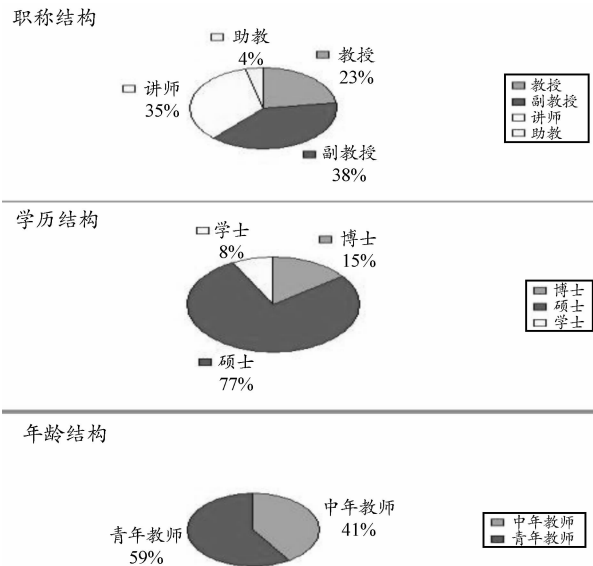 职称结构
助教
4%
教授
23%
讲师
35%
副教授
38%
教授
副教授
讲师
助教
学历结构
学士
8%
博士
15%
硕士
77%
博士
硕士
学士
年龄结构
中年教师
41%
青年教师
59%
中年教师
青年教师